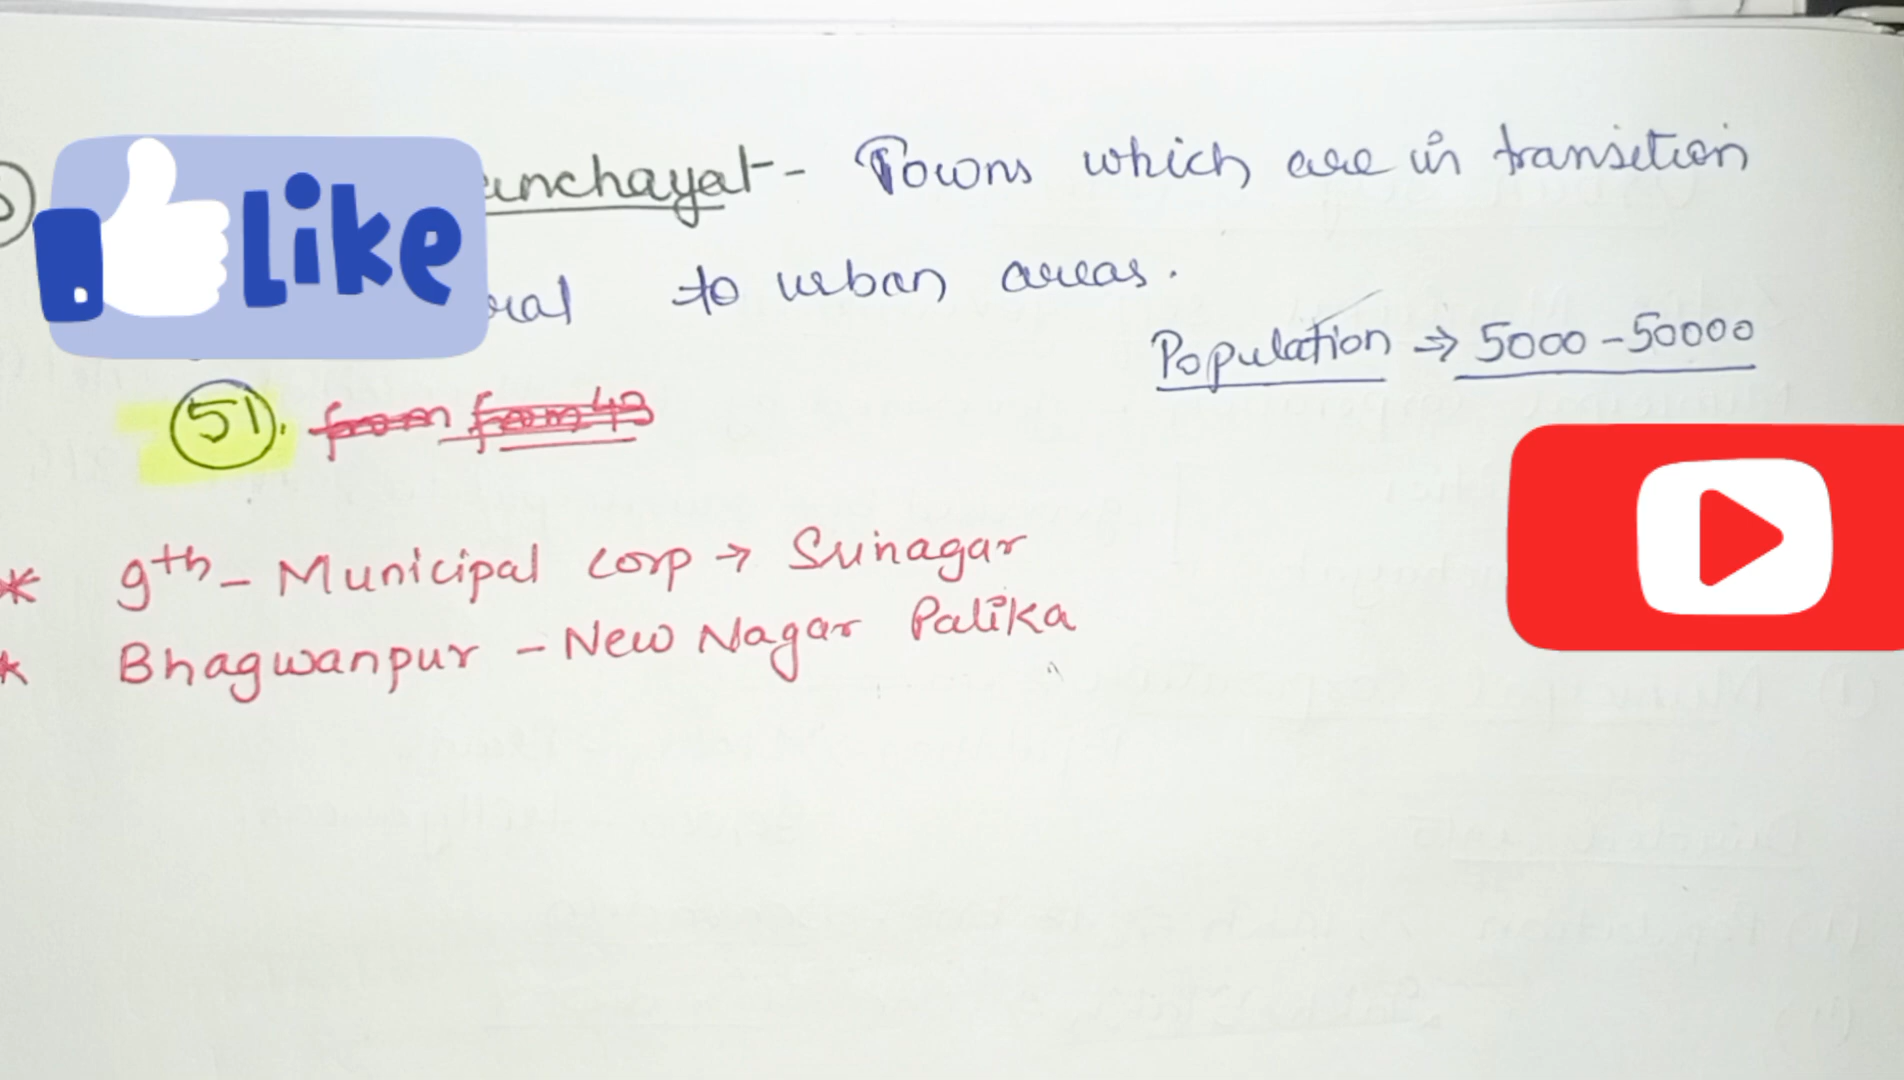 Like
unchayat - Towns which are in transition
ral to urban areas.
Population ⇒ 5000 - 50000
51.
* 9th - Municipal corp → Srinagar
* Bhagwanpur - New Nagar Palika